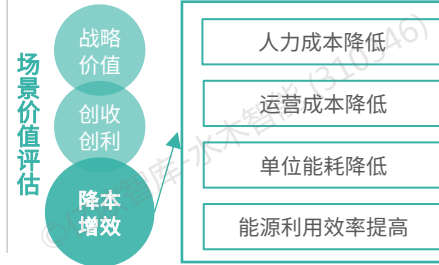 场景价值评估
战略
价值
创收
创利
降本
增效
人力成本降低
运营成本降低
单位能耗降低
能源利用效率提高